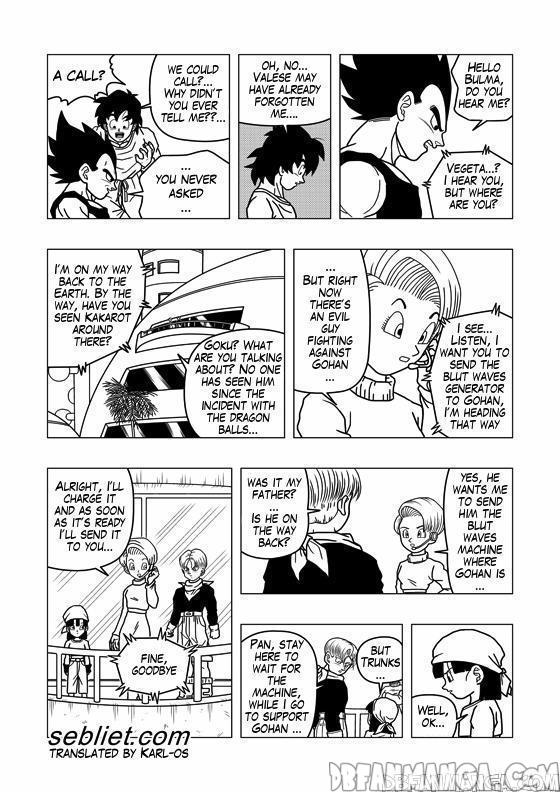 A CALL?
WE
COULD
CALL?...
WHY
DIDN'T
YOU
EVER
TELL
ME??...
...
YOU NEVER
ASKED
...
OH, NO...
VALESE MAY
HAVE
ALREADY
FORGOTTEN
ME....
HELLO
BULMA,
DO YOU
HEAR ME?
VEGETA...?
I HEAR YOU,
BUT WHERE
ARE YOU?
I'M ON MY WAY
BACK TO THE
EARTH. BY THE
WAY, HAVE YOU
SEEN KAKAROT
AROUND
THERE?
GOKU? WHAT
ARE YOU TALKING
ABOUT? NO ONE
HAS SEEN HIM
SINCE THE
INCIDENT WITH
THE DRAGON
BALLS...
...
BUT RIGHT
NOW
THERE'S
AN EVIL
GUY
FIGHTING
AGAINST
GOHAN
...
I SEE...
LISTEN, I
WANT YOU
TO SEND
THE BLUT
WAVES
GENERATOR
TO GOHAN,
I'M HEADING
THAT WAY
ALRIGHT, I'LL
CHARGE IT
AND AS SOON
AS IT'S READY
I'LL SEND IT
TO YOU...
FINE,
GOODBYE
WAS IT MY
FATHER?
...
IS HE ON
THE WAY
BACK?
YES, HE
WANTS ME
TO SEND
HIM THE
BLUT
WAVES
MACHINE
WHERE
GOHAN IS
...
PAN, STAY
HERE TO
WAIT FOR
THE
MACHINE,
WHILE I GO
TO SUPPORT
GOHAN ...
BUT
TRUNKS
...
WELL,
OK...
sebliet.com
TRANSLATED BY KARL-OS
DBFANMANGA.COM